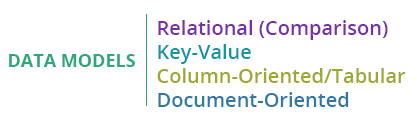 DATA MODELS
Relational (Comparison)
Key-Value
Column-Oriented/Tabular
Document-Oriented